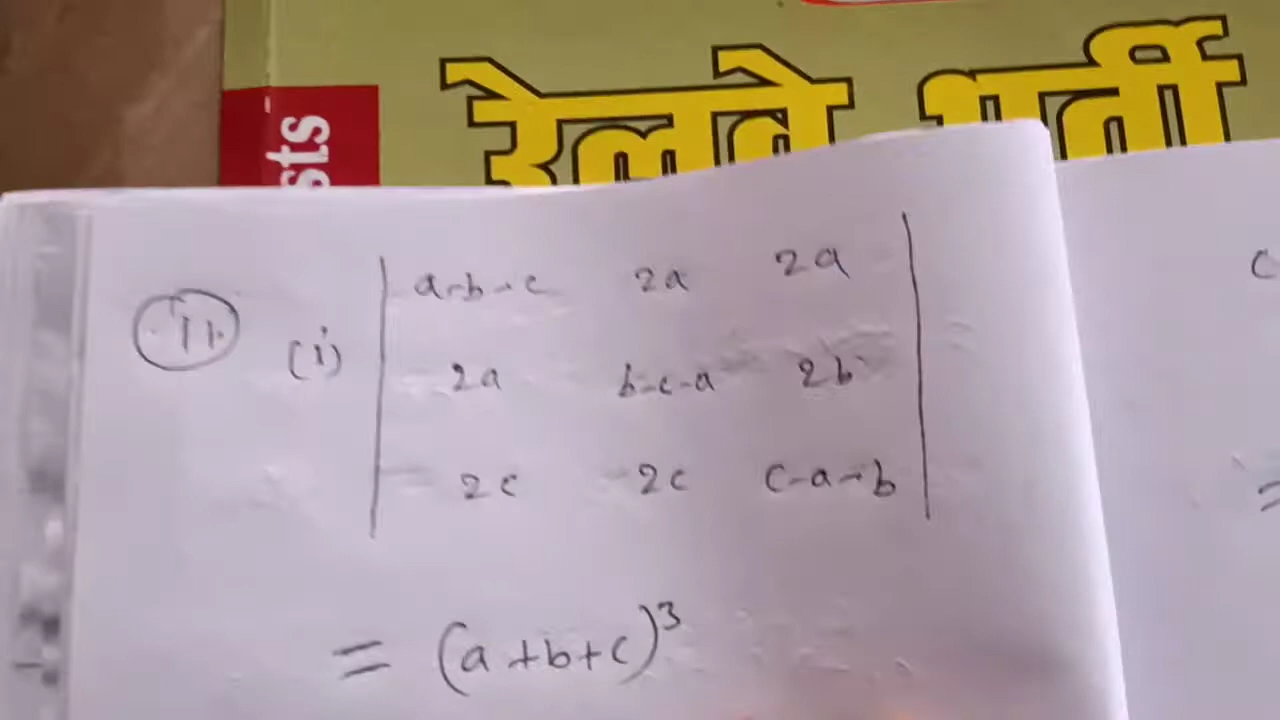 रेलवे भर्ती
sts
11. (i) | a-b-c 2a 2a |
| 2a b-c-a 2b |
| 2c 2c c-a-b |
= (a+b+c)³
c
=